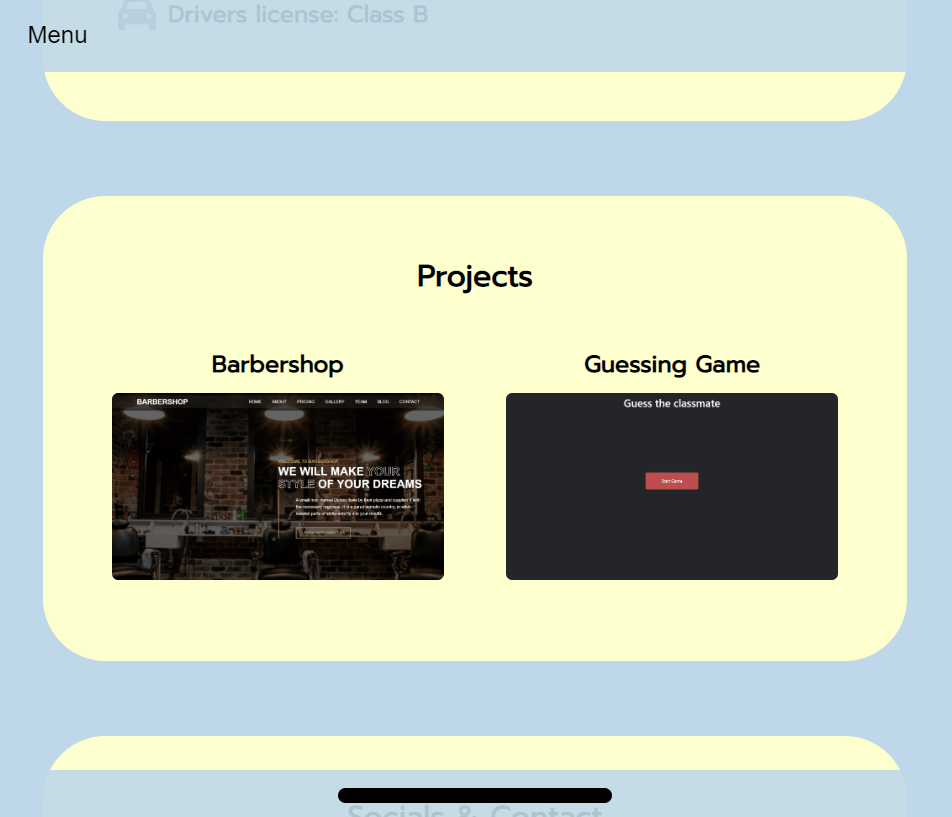 Drivers license: Class B
Menu
Projects
Barbershop
Guessing Game
BARBERSHOP HOME ABOUT PRICING GALLERY TEAM BLOG CONTACT
WELCOME TO BARBERSHOP
WE WILL MAKE YOUR
STYLE OF YOUR DREAMS
Guess the classmate
Start Game
Socials & Contact